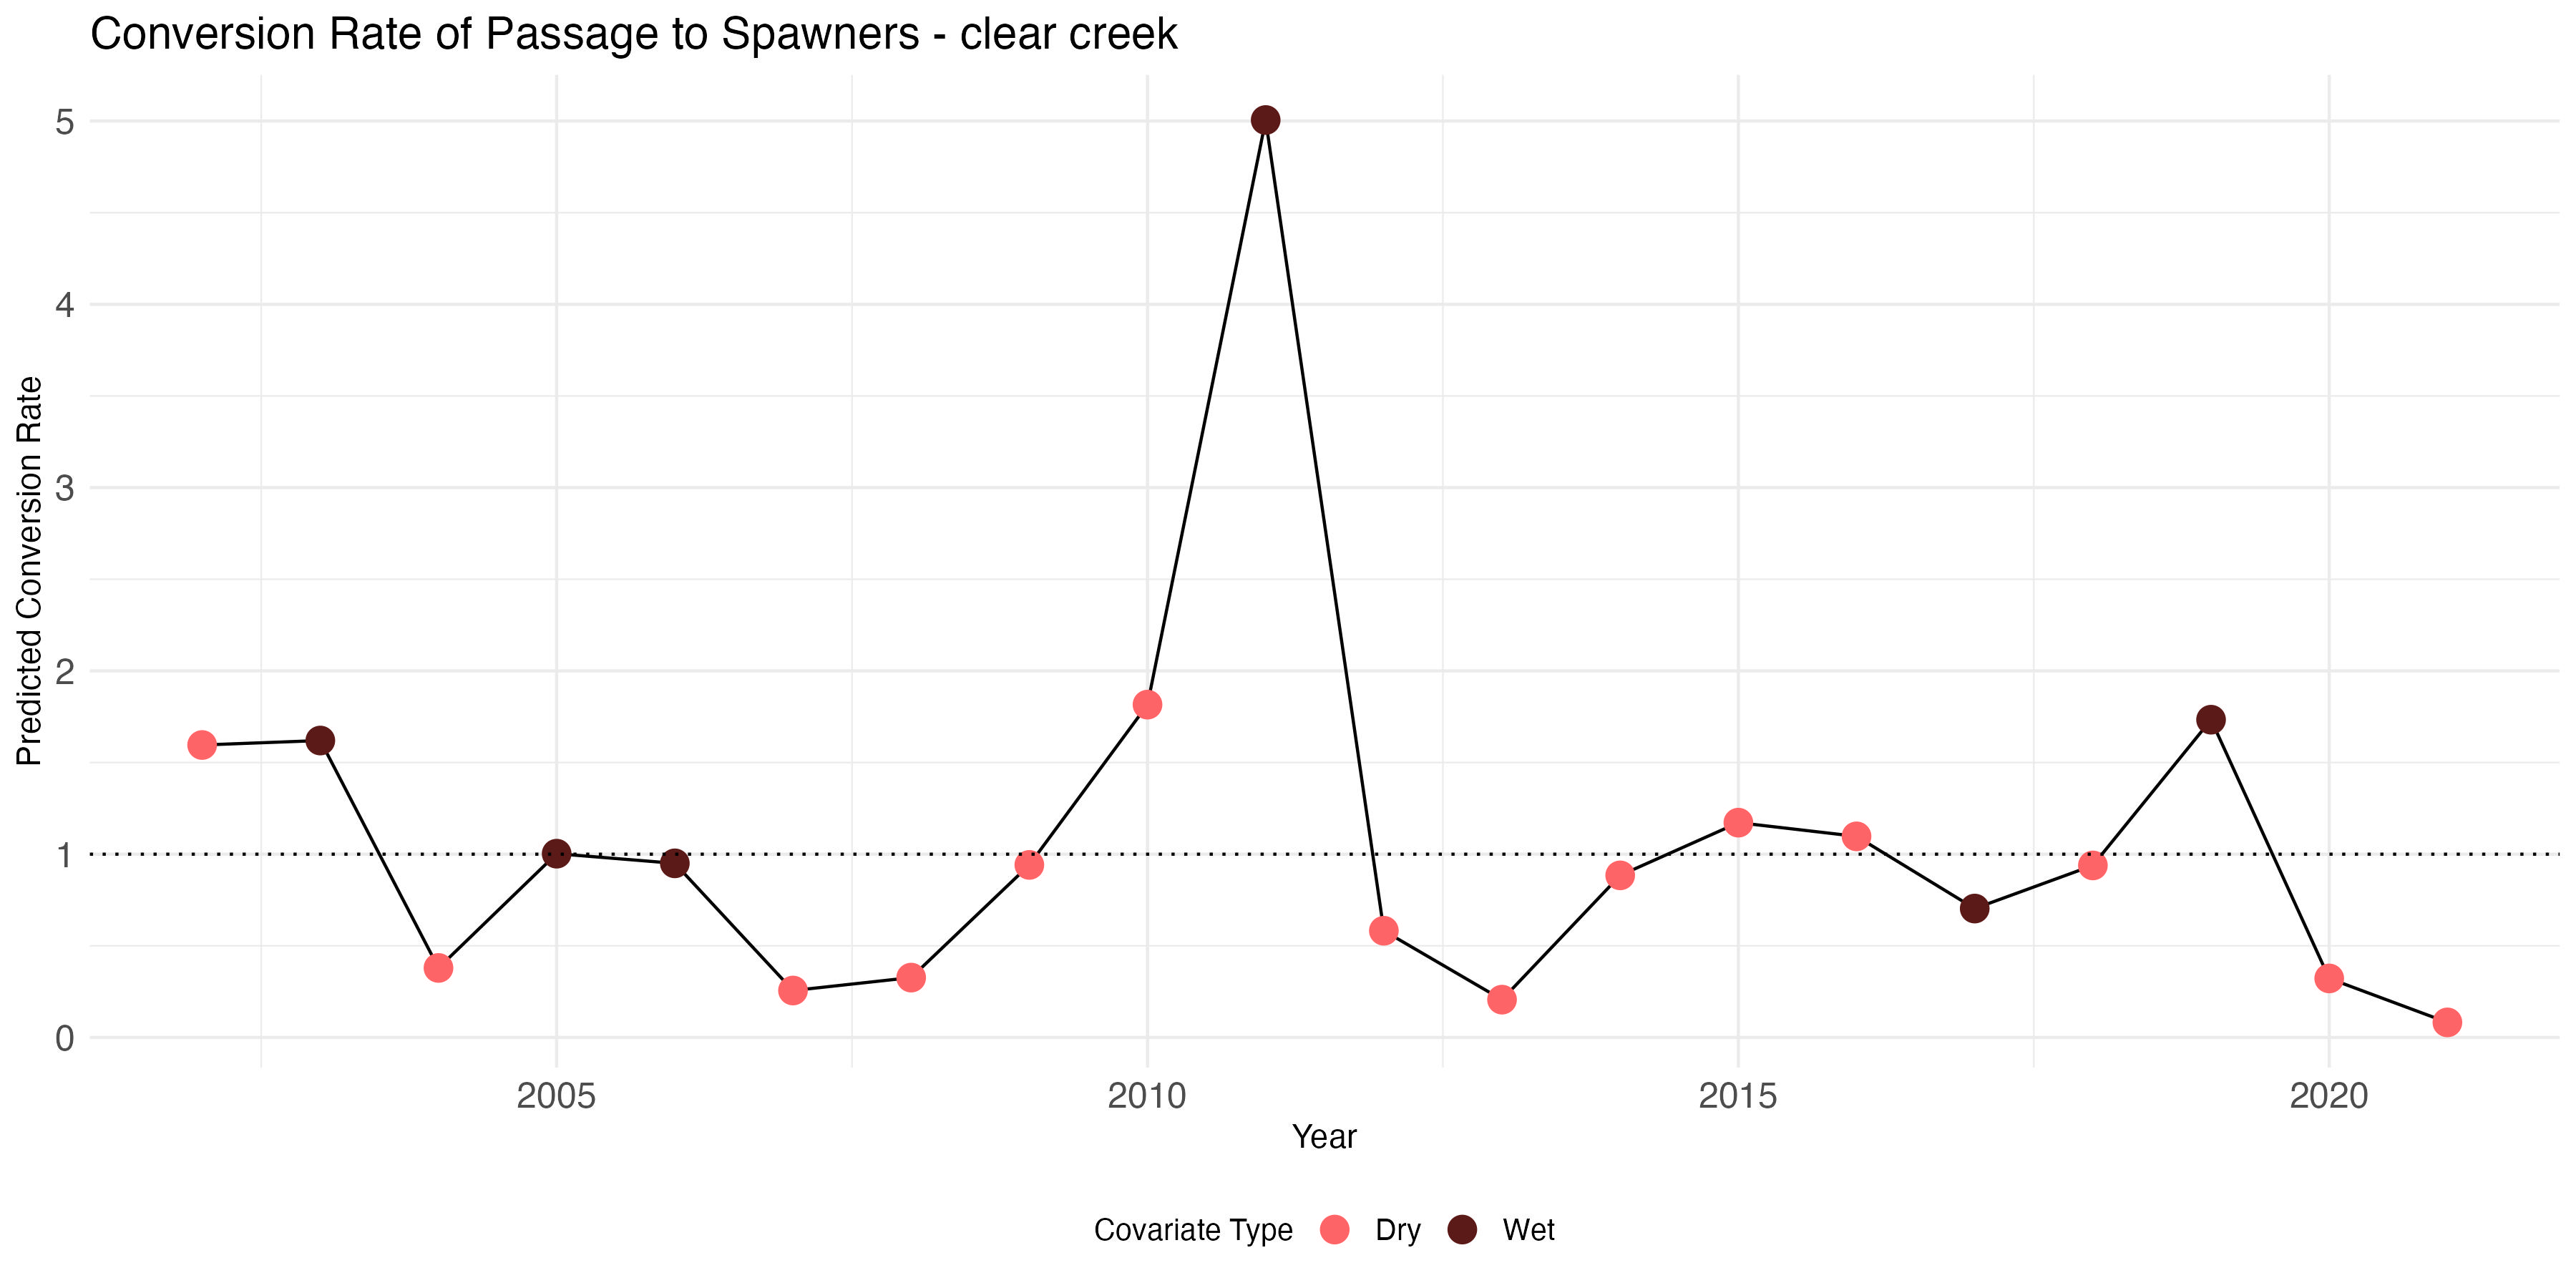 Conversion Rate of Passage to Spawners - clear creek
Predicted Conversion Rate
5
4
3
2
1
0
2005 2010 2015 2020
Year
Covariate Type Dry Wet